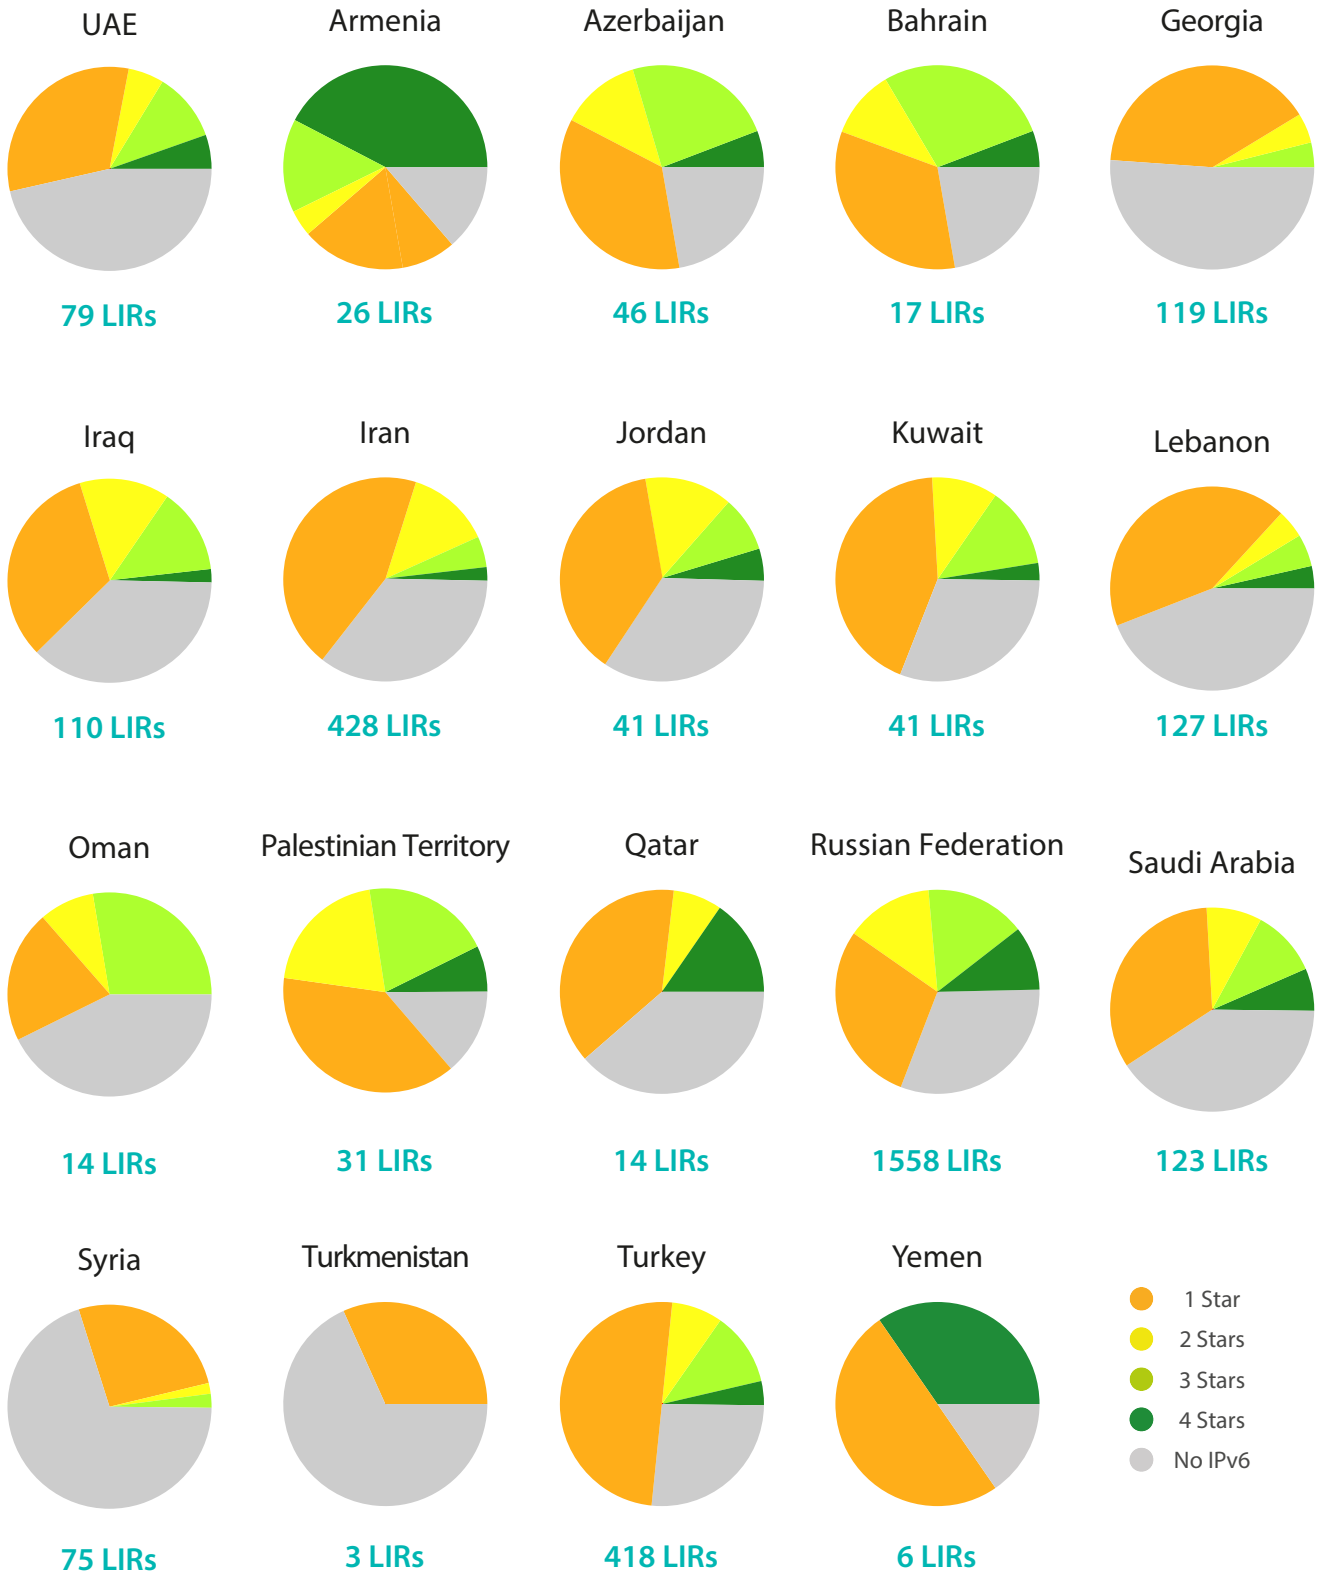 UAE
Armenia
Azerbaijan
Bahrain
Georgia
79 LIRs
26 LIRs
46 LIRs
17 LIRs
119 LIRs
Iraq
Iran
Jordan
Kuwait
Lebanon
110 LIRs
428 LIRs
41 LIRs
41 LIRs
127 LIRs
Oman
Palestinian Territory
Qatar
Russian Federation
Saudi Arabia
14 LIRs
31 LIRs
14 LIRs
1558 LIRs
123 LIRs
Syria
Turkmenistan
Turkey
Yemen
75 LIRs
3 LIRs
418 LIRs
6 LIRs
1 Star
2 Stars
3 Stars
4 Stars
No IPv6